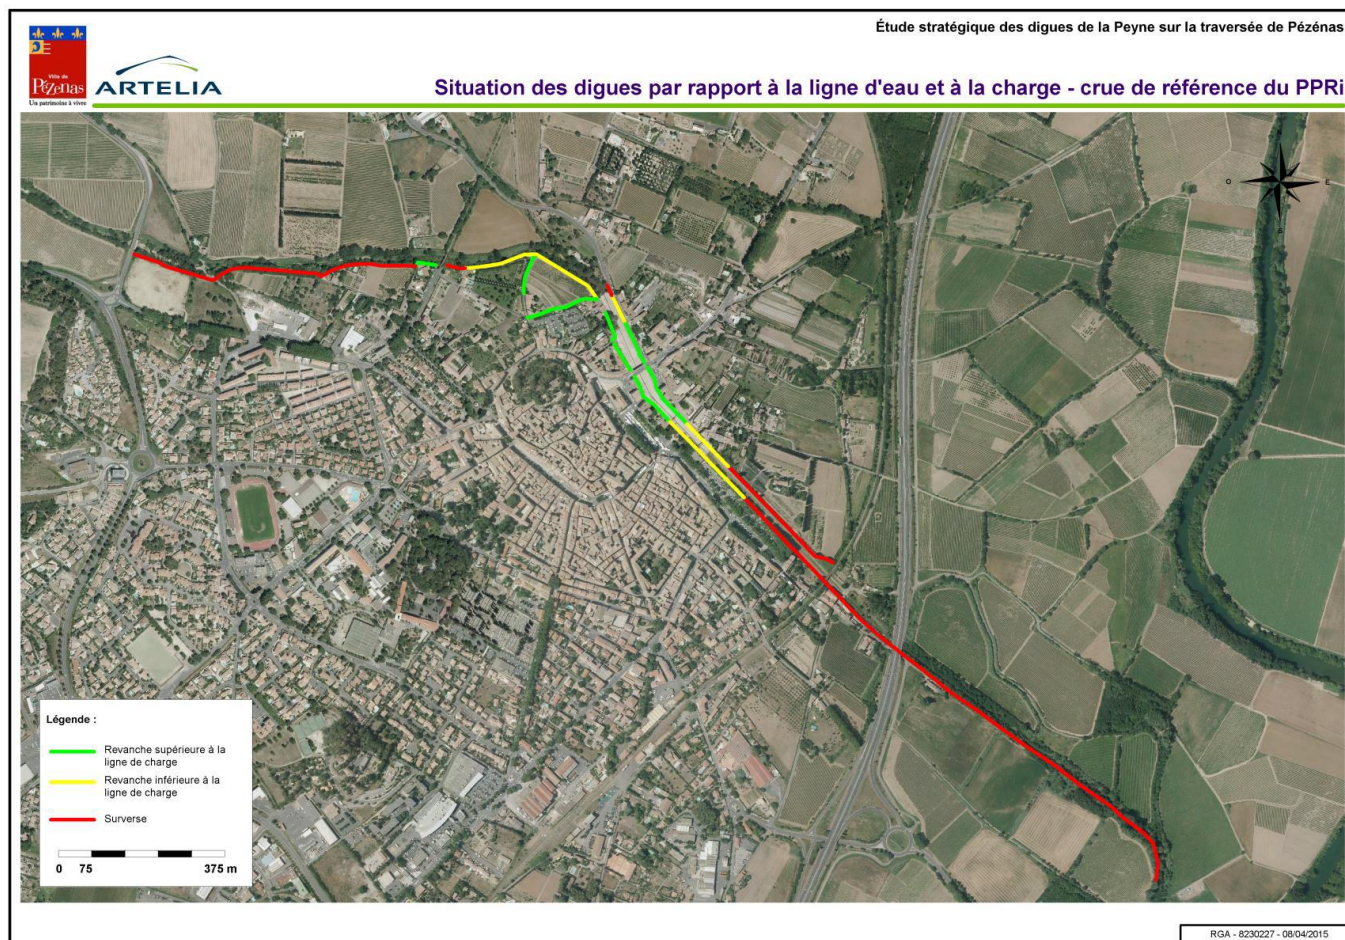 Étude stratégique des digues de la Peyne sur la traversée de Pézénas
Ville de
Pézenas
Un patrimoine à vivre
ARTELIA
Situation des digues par rapport à la ligne d'eau et à la charge - crue de référence du PPRi
O
E
Légende :
Revanche supérieure à la
ligne de charge
Revanche inférieure à la
ligne de charge
Surverse
0 75 375 m
RGA - 8230227 - 08/04/2015